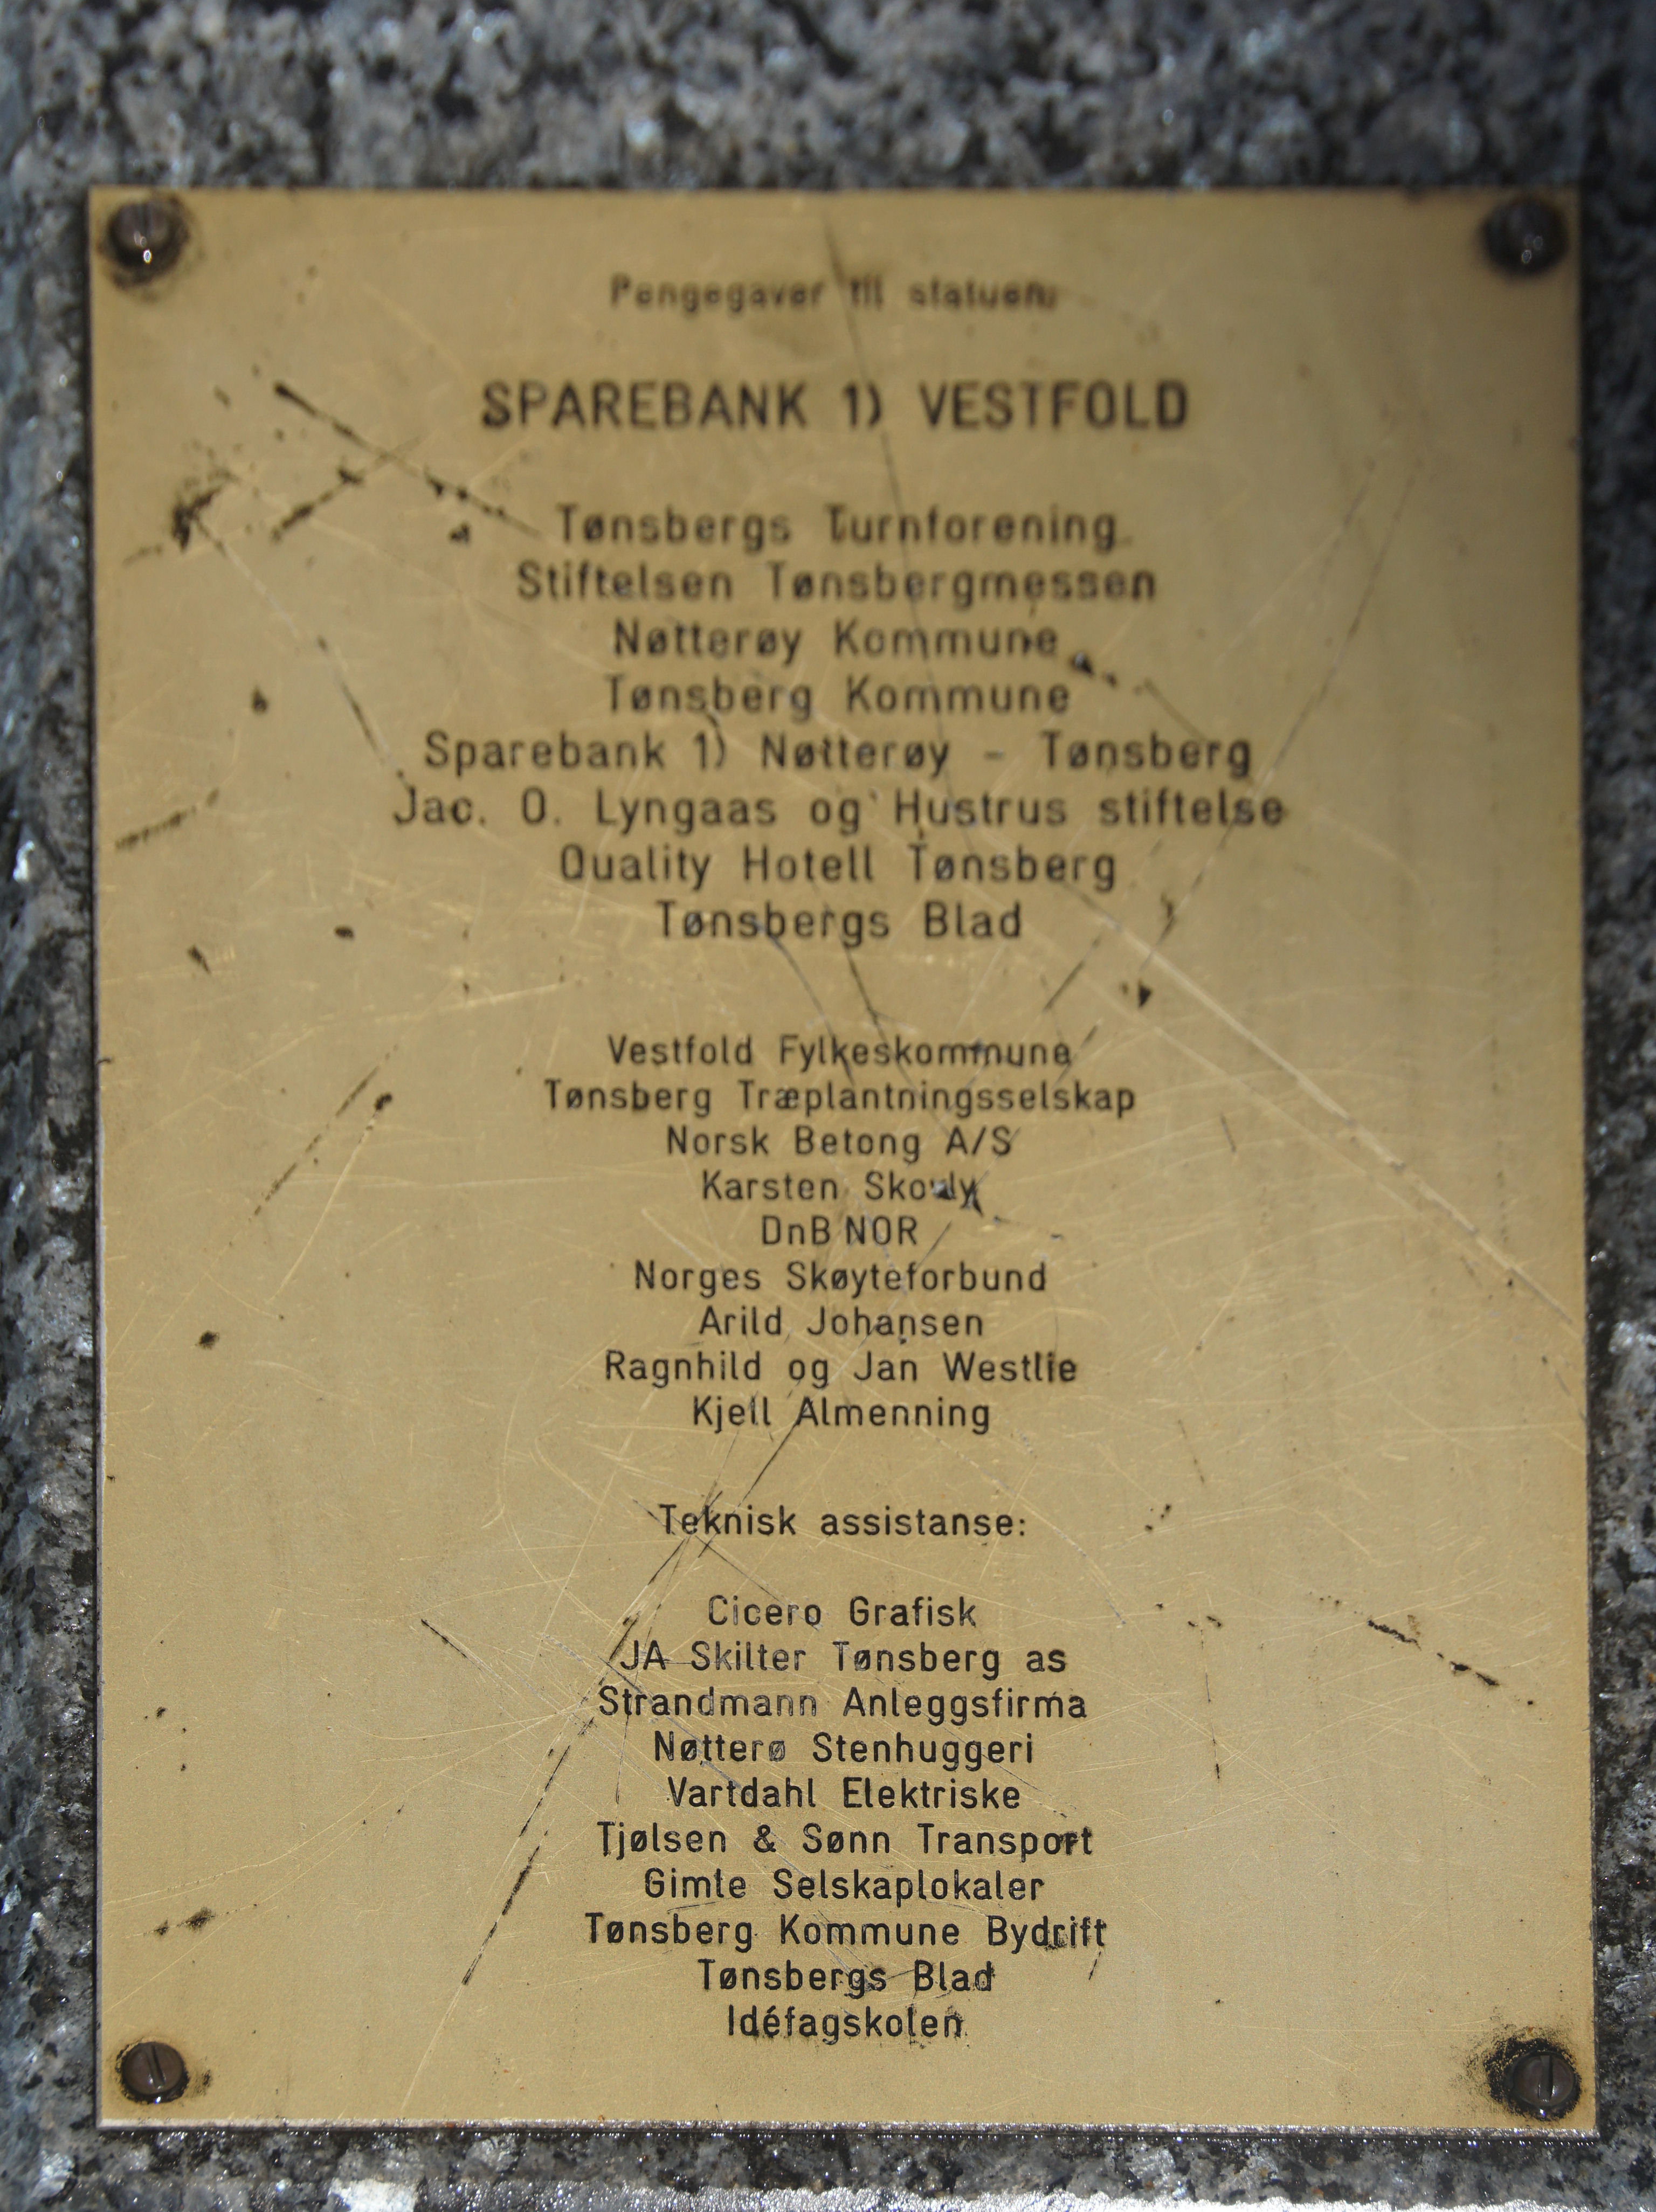 Pengegaver til statuen:
SPAREBANK 1) VESTFOLD
Tønsbergs Turnforening
Stiftelsen Tønsbergmessen
Nøtterøy Kommune
Tønsberg Kommune
Sparebank 1) Nøtterøy - Tønsberg
Jac. O. Lyngaas og Hustrus stiftelse
Quality Hotell Tønsberg
Tønsbergs Blad
Vestfold Fylkeskommune
Tønsberg Træplantningsselskap
Norsk Betong A/S
Karsten
DnB NOR
Norges Skøyteforbund
Arild Johansen
Ragnhild og Jan Westlie
Kjell Almenning
Teknisk assistanse:
Cicero Grafisk
JA Skilter Tønsberg as
Strandmann Anleggsfirma
Nøtterø Stenhuggeri
Vartdahl Elektriske
Tjølsen & Sønn Transport
Gimle Selskaplokaler
Tønsberg Kommune Bydrift
Tønsbergs Blad
Idéfagskolen